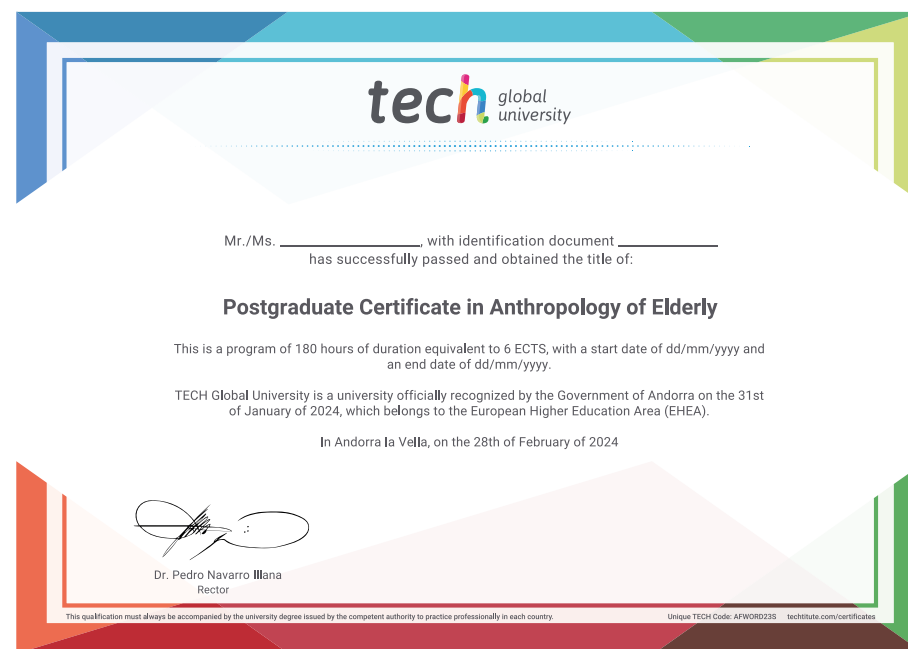 tech global university
Mr./Ms. ____________________, with identification document ______________
has successfully passed and obtained the title of:
Postgraduate Certificate in Anthropology of Elderly
This is a program of 180 hours of duration equivalent to 6 ECTS, with a start date of dd/mm/yyyy and
an end date of dd/mm/yyyy.
TECH Global University is a university officially recognized by the Government of Andorra on the 31st
of January of 2024, which belongs to the European Higher Education Area (EHEA).
In Andorra la Vella, on the 28th of February of 2024
Dr. Pedro Navarro Illana
Rector
This qualification must always be accompanied by the university degree issued by the competent authority to practice professionally in each country.
Unique TECH Code: AFWORD23S techtitute.com/certificates